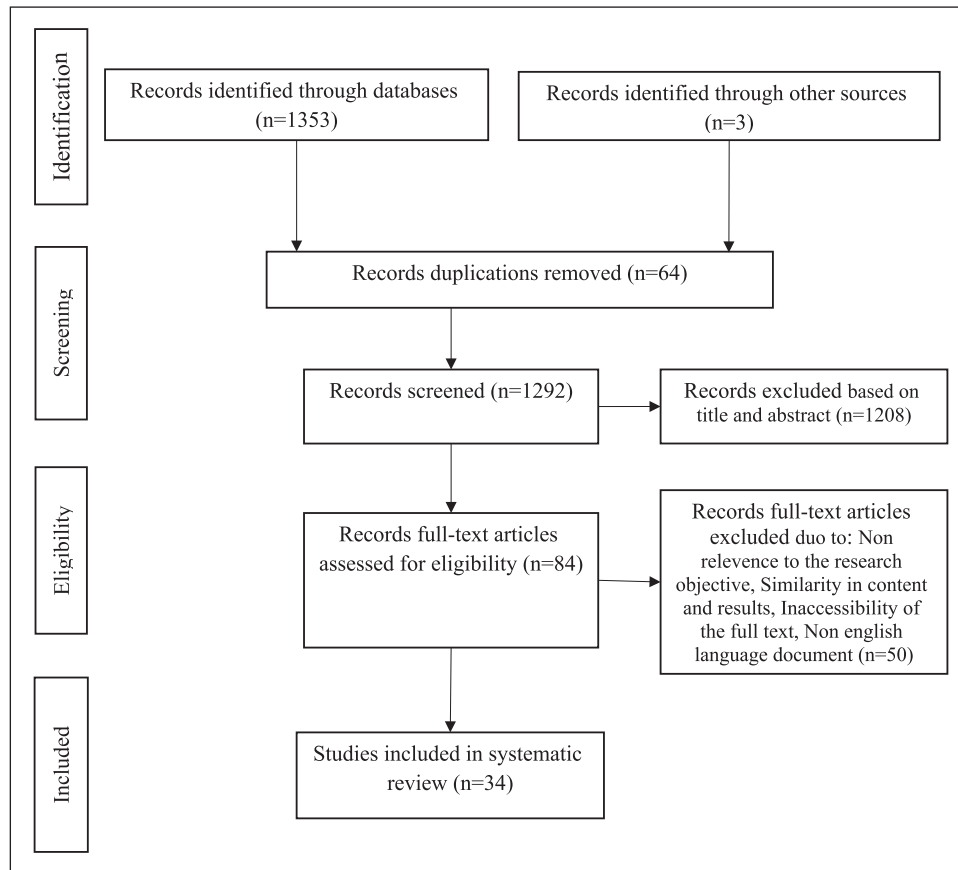 Identification
Records identified through databases
(n=1353)
Records identified through other sources
(n=3)
Screening
Records duplications removed (n=64)
Records screened (n=1292)
Records excluded based on
title and abstract (n=1208)
Eligibility
Records full-text articles
assessed for eligibility (n=84)
Records full-text articles
excluded duo to: Non
relevence to the research
objective, Similarity in content
and results, Inaccessibility of
the full text, Non english
language document (n=50)
Included
Studies included in systematic
review (n=34)